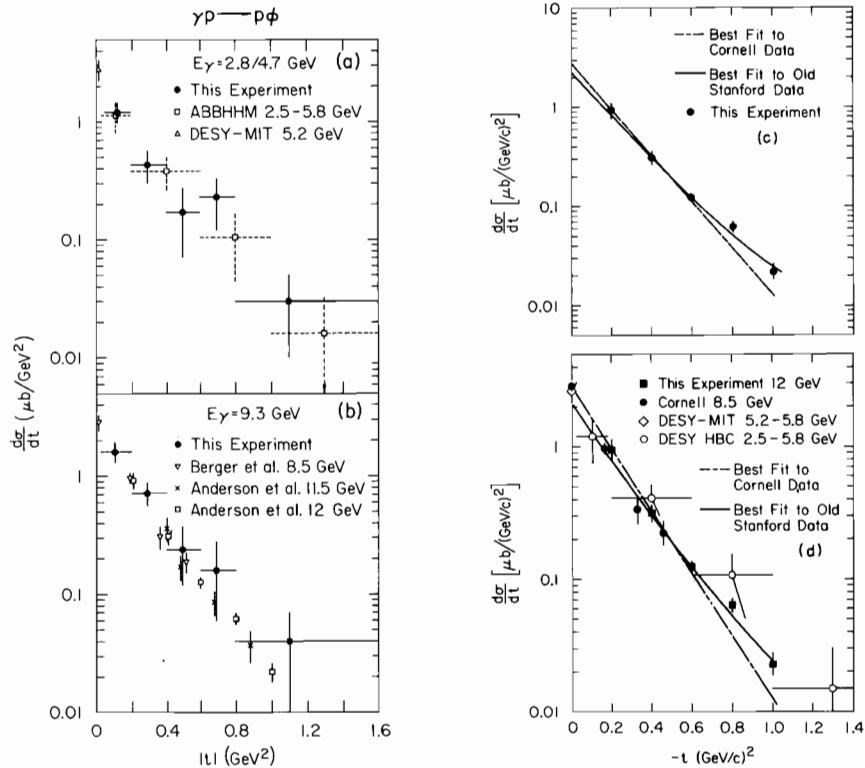 γp — pφ
Eγ=2.8/4.7 GeV (a)
This Experiment
ABBHHM 2.5-5.8 GeV
DESY-MIT 5.2 GeV
1
0.1
0.01
dσ/dt (μb/GeV²)
Eγ=9.3 GeV (b)
This Experiment
Berger et al. 8.5 GeV
Anderson et al. 11.5 GeV
Anderson et al. 12 GeV
1
0.1
0.01
0 0.4 0.8 1.2 1.6
|t| (GeV²)
10
1
0.1
0.01
dσ/dt [μb/(GeV/c)²]
Best Fit to
Cornell Data
Best Fit to Old
Stanford Data
This Experiment
(c)
This Experiment 12 GeV
Cornell 8.5 GeV
DESY-MIT 5.2-5.8 GeV
DESY HBC 2.5-5.8 GeV
Best Fit to
Cornell Data
Best Fit to Old
Stanford Data
(d)
1
0.1
0.01
dσ/dt [μb/(GeV/c)²]
0 0.2 0.4 0.6 0.8 1.0 1.2 1.4
-t (GeV/c)²